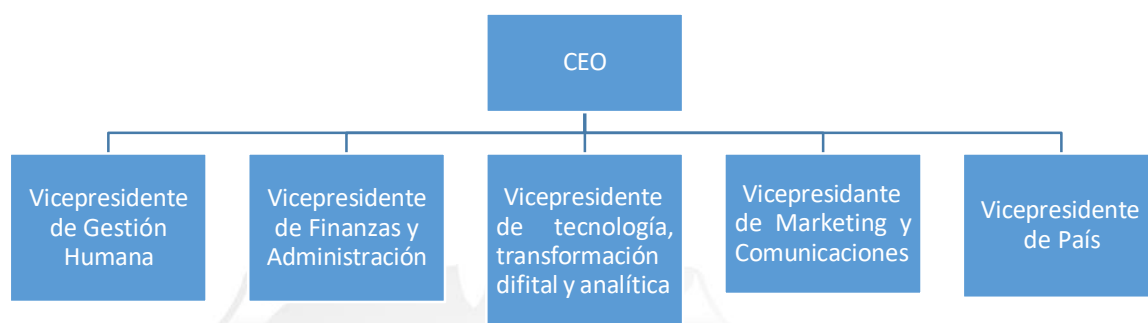 CEO
Vicepresidente
de Gestión
Humana
Vicepresidente
de Finanzas y
Administración
Vicepresidente
de tecnología,
transformación
difital y analítica
Vicepresidante
de Marketing y
Comunicaciones
Vicepresidente
de País